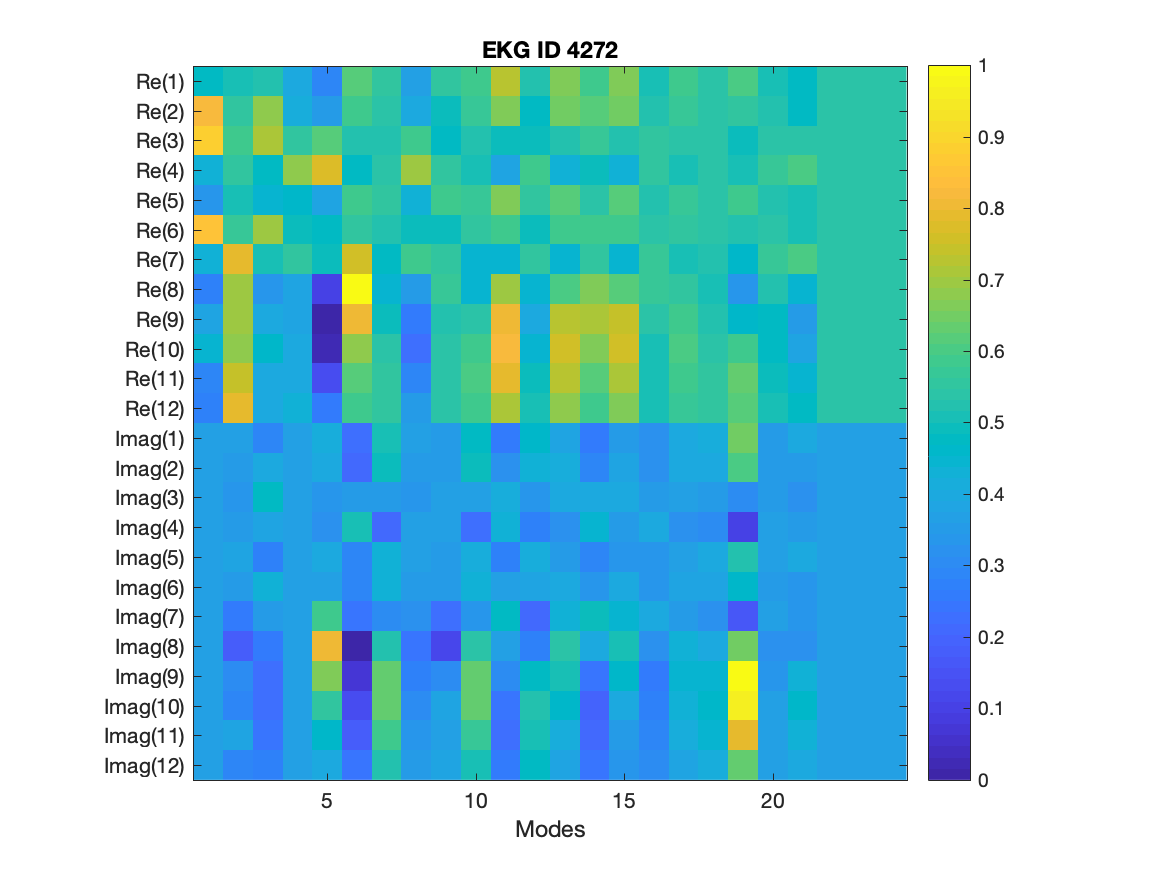 EKG ID 4272
Re(1)
Re(2)
Re(3)
Re(4)
Re(5)
Re(6)
Re(7)
Re(8)
Re(9)
Re(10)
Re(11)
Re(12)
Imag(1)
Imag(2)
Imag(3)
Imag(4)
Imag(5)
Imag(6)
Imag(7)
Imag(8)
Imag(9)
Imag(10)
Imag(11)
Imag(12)
5 10 15 20
Modes
1
0.9
0.8
0.7
0.6
0.5
0.4
0.3
0.2
0.1
0